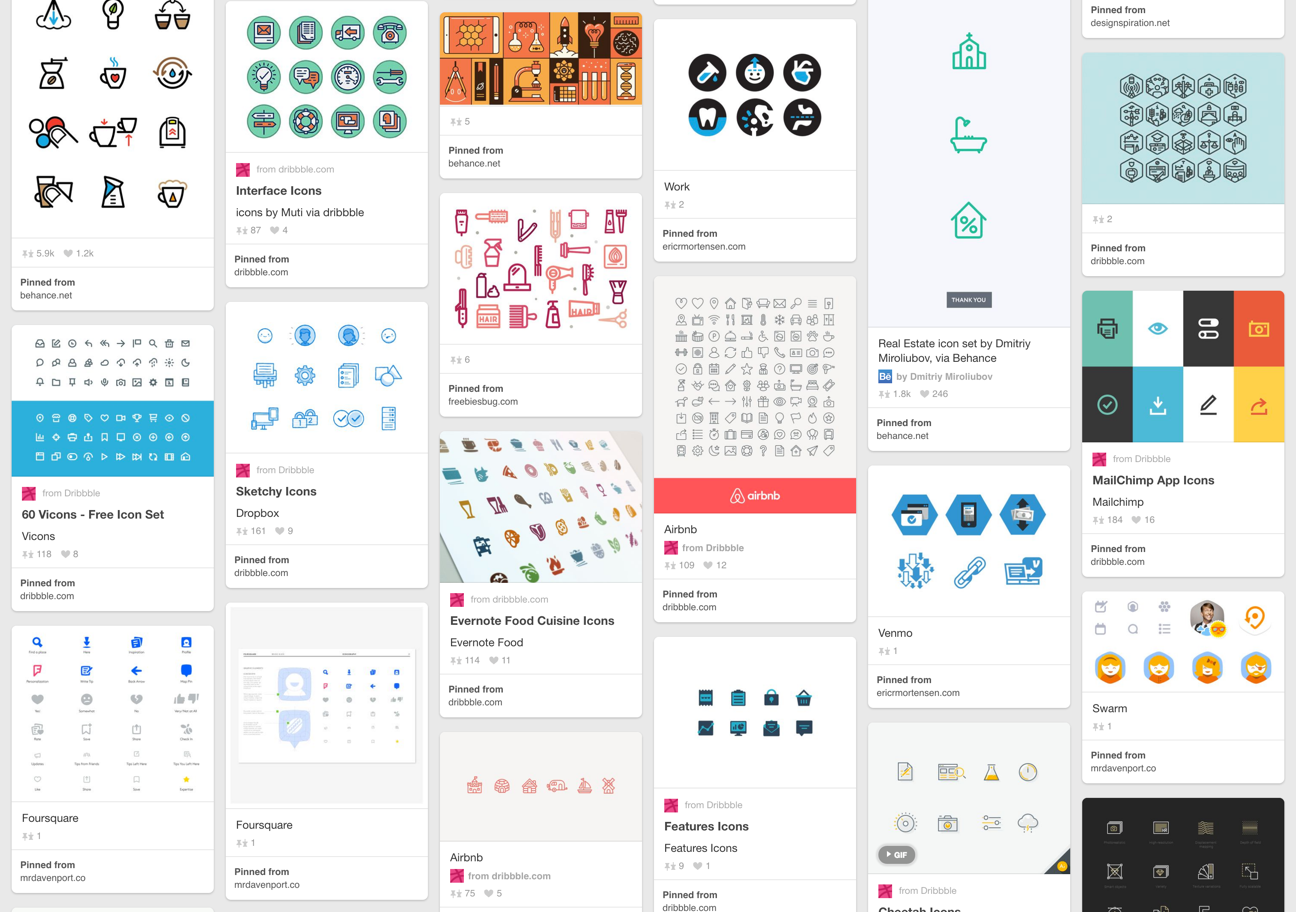 5.9k 1.2k
Pinned from
behance.net
from Dribbble
60 Vicons - Free Icon Set
Vicons
118 8
Pinned from
dribbble.com
Foursquare
1
Pinned from
mrdavenport.co
from dribbble.com
Interface Icons
icons by Muti via dribbble
87 4
Pinned from
dribbble.com
from Dribbble
Sketchy Icons
Dropbox
161 9
Pinned from
dribbble.com
Foursquare
1
Pinned from
mrdavenport.co
5
Pinned from
behance.net
HAIR
HAIR
6
Pinned from
freebiesbug.com
from dribbble.com
Evernote Food Cuisine Icons
Evernote Food
114 11
Pinned from
dribbble.com
Airbnb
from dribbble.com
75 5
Work
2
Pinned from
ericmortensen.com
airbnb
Airbnb
from Dribbble
109 12
Pinned from
dribbble.com
from Dribbble
Features Icons
Features Icons
9 1
Pinned from
dribbble.com
THANK YOU
Real Estate icon set by Dmitriy
Miroliubov, via Behance
Bē by Dmitriy Miroliubov
1.8k 246
Pinned from
behance.net
Venmo
1
Pinned from
ericmortensen.com
GIF
from Dribbble
Cheetah Icons
Pinned from
designspiration.net
2
Pinned from
dribbble.com
from Dribbble
MailChimp App Icons
Mailchimp
184 16
Pinned from
dribbble.com
Swarm
1
Pinned from
mrdavenport.co